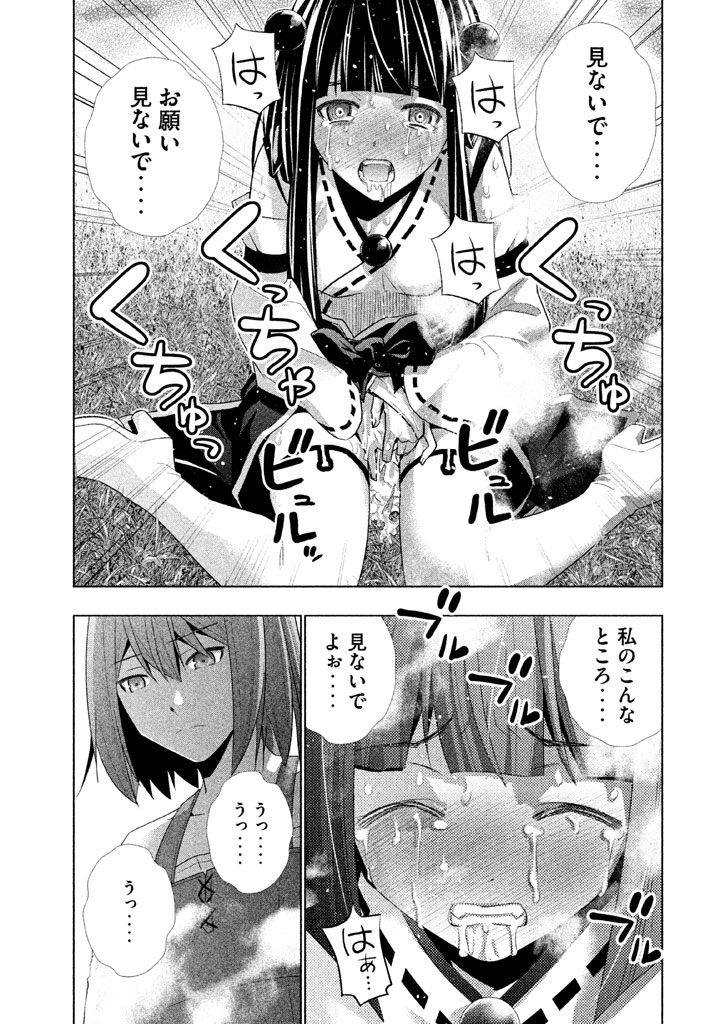 見ないで‥‥
お願い
見ないで‥‥
はっ
はっ
はっ
くっちゅ
くっちゃ
くちゅっ
ビュル
ビュルッ
私のこんな
ところ‥‥
見ないで
よぉ‥‥
ブルッ
ブルッ
ブルッ
はぁ…
うっ‥‥
うっ‥‥
うっ‥‥